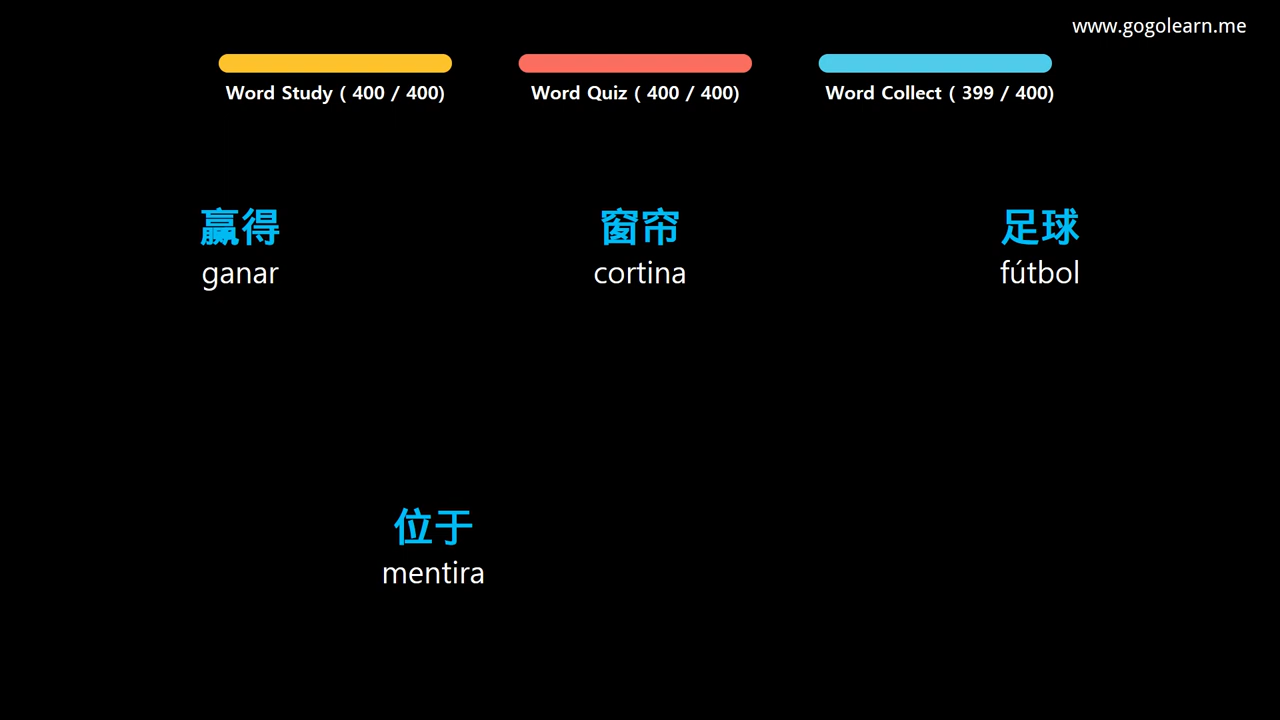 www.gogolearn.me
Word Study ( 400 / 400)
Word Quiz ( 400 / 400)
Word Collect ( 399 / 400)
赢得
ganar
窗帘
cortina
足球
fútbol
位于
mentira